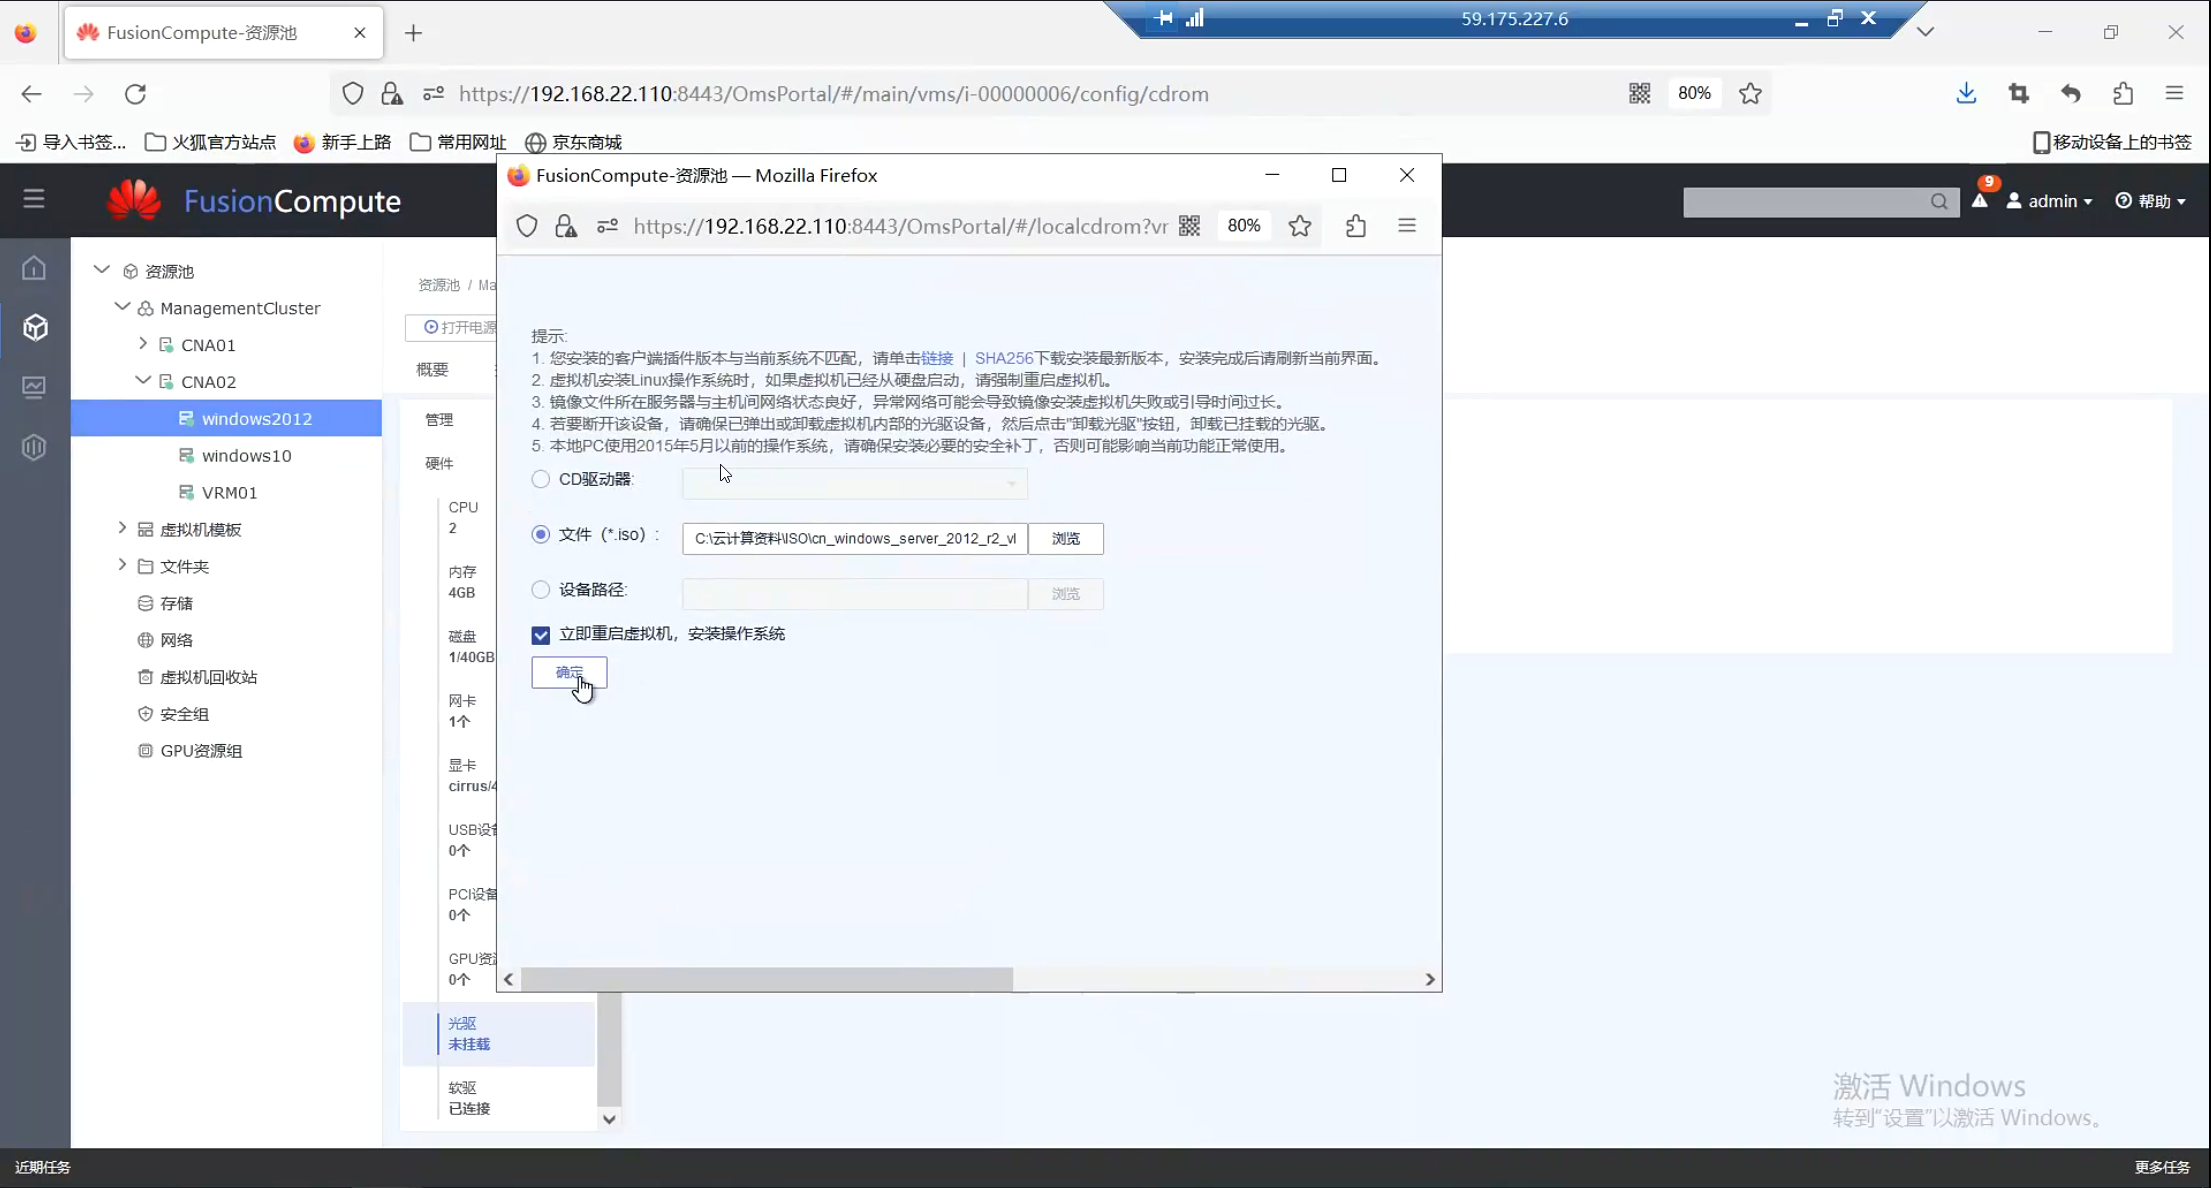 FusionCompute-资源池
59.175.227.6
https://192.168.22.110:8443/OmsPortal/#/main/vms/i-00000006/config/cdrom
80%
导入书签...
火狐官方站点
新手上路
常用网址
京东商城
移动设备上的书签
FusionCompute-资源池 — Mozilla Firefox
FusionCompute
9
admin
帮助
https://192.168.22.110:8443/OmsPortal/#/localcdrom?vr
80%
资源池
ManagementCluster
CNA01
CNA02
windows2012
windows10
VRM01
虚拟机模板
文件夹
存储
网络
虚拟机回收站
安全组
GPU资源组
资源池 / Ma
打开电源
概要
管理
硬件
CPU
2
内存
4GB
磁盘
1/40GB
网卡
1个
显卡
cirrus/4
USB设备
0个
PCI设备
0个
GPU资源
0个
光驱
未挂载
软驱
已连接
提示:
1. 您安装的客户端插件版本与当前系统不匹配，请单击链接 | SHA256下载安装最新版本，安装完成后请刷新当前界面。
2. 虚拟机安装Linux操作系统时，如果虚拟机已经从硬盘启动，请强制重启虚拟机。
3. 镜像文件所在服务器与主机间网络状态良好，异常网络可能会导致镜像安装虚拟机失败或引导时间过长。
4. 若要断开该设备，请确保已弹出或卸载虚拟机内部的光驱设备，然后点击"卸载光驱"按钮，卸载已挂载的光驱。
5. 本地PC使用2015年5月以前的操作系统，请确保安装必要的安全补丁，否则可能影响当前功能正常使用。
CD驱动器:
文件（*.iso）:
C:\云计算资料\ISO\cn_windows_server_2012_r2_vl
浏览
设备路径:
浏览
立即重启虚拟机，安装操作系统
确定
激活 Windows
转到"设置"以激活 Windows。
近期任务
更多任务